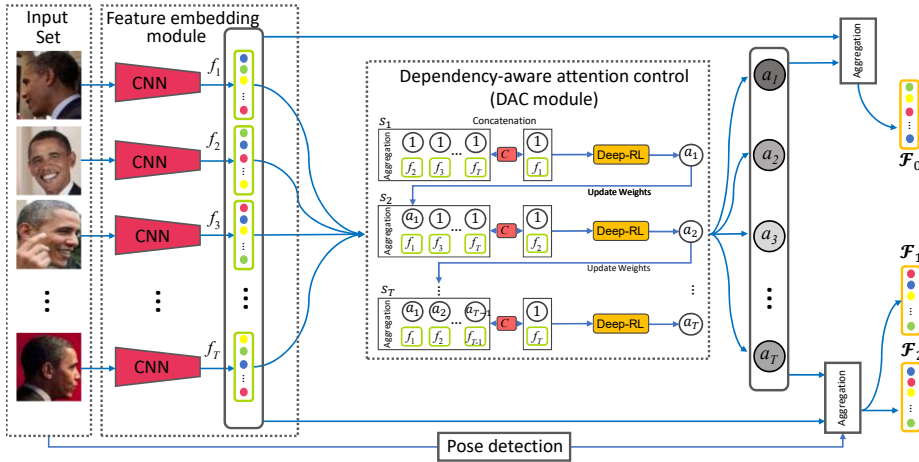 Input
Set
Feature embedding
module
CNN
f1
CNN
f2
CNN
f3
CNN
fT
Dependency-aware attention control
(DAC module)
s1
Concatenation
Aggregation
1 1 ... 1
f2 f3 fT
C
1
f1
Deep-RL
a1
Update Weights
s2
Aggregation
a1 1 ... 1
f1 f3 fT
C
1
f2
Deep-RL
a2
Update Weights
sT
Aggregation
a1 a2 ... aT-1
f1 f2 fT-1
C
1
fT
Deep-RL
aT
a1
a2
a3
aT
Aggregation
F0
F1
F2
Aggregation
Pose detection